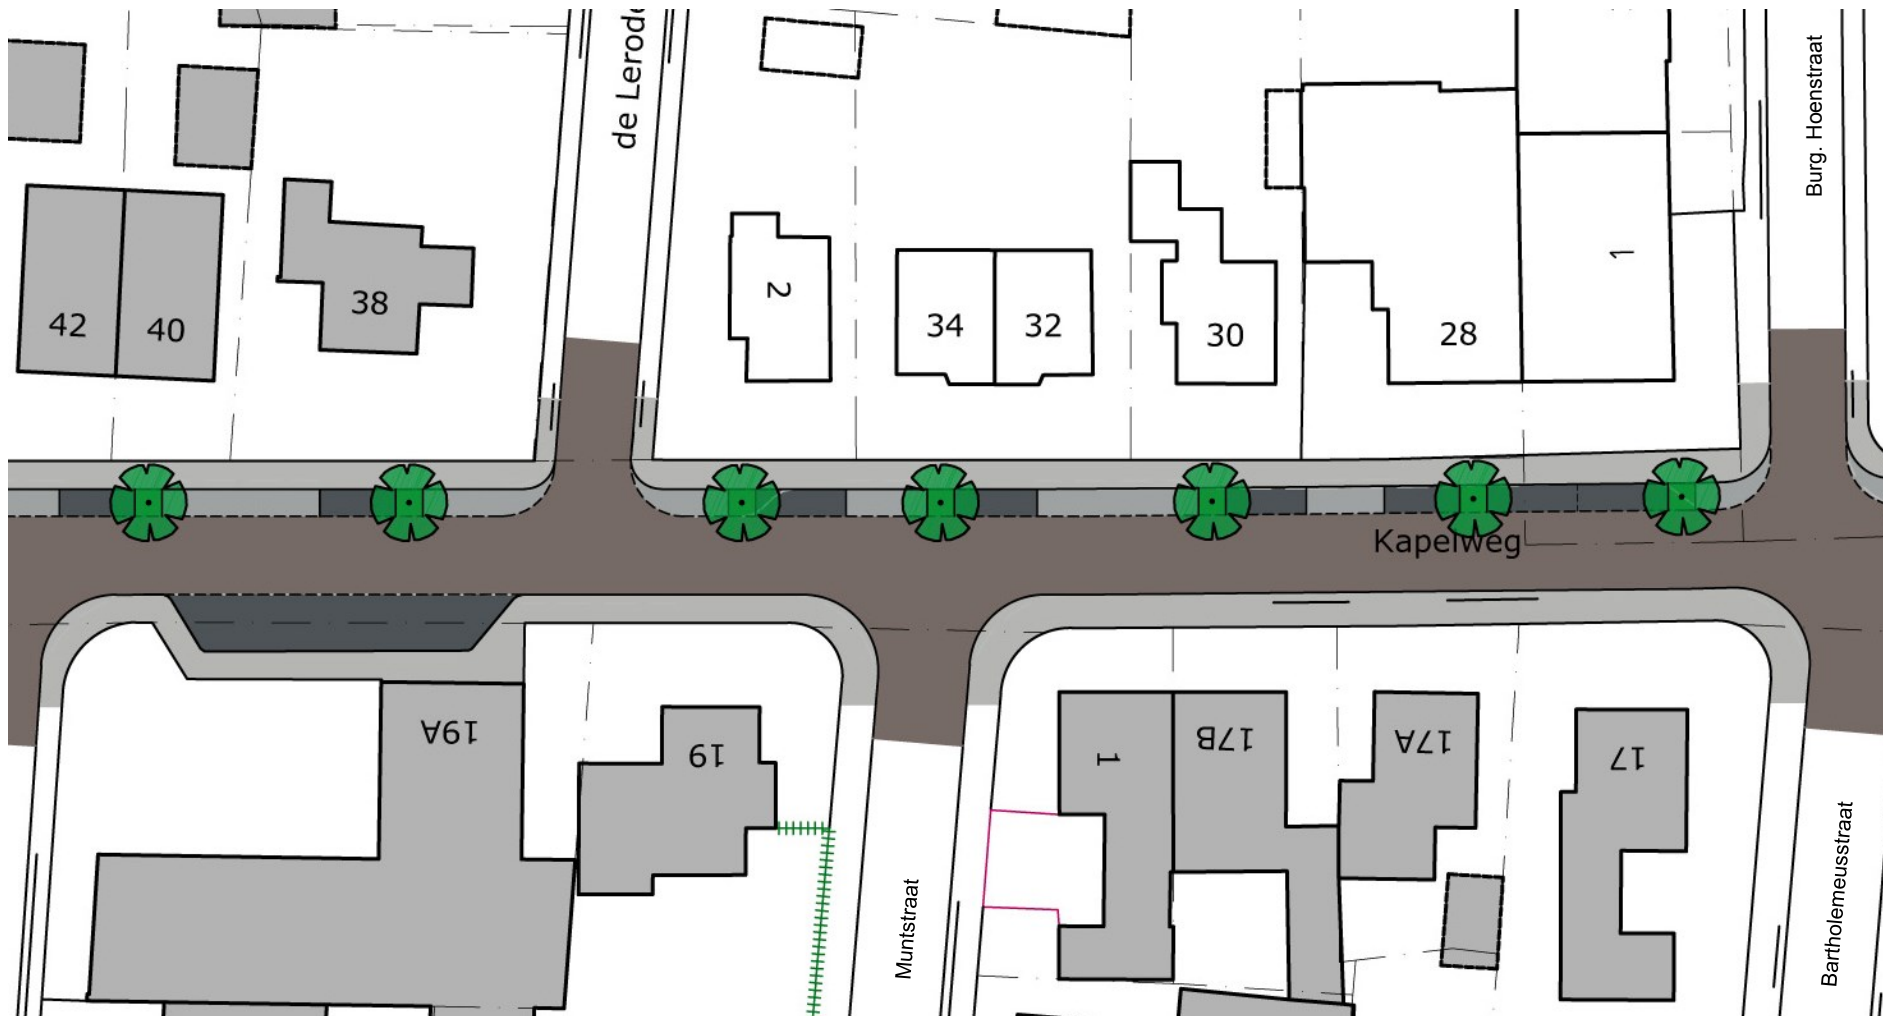 de Lerode
Burg. Hoenstraat
42
40
38
2
34
32
30
28
1
Kapelweg
19A
19
1
17B
17A
17
Muntstraat
Bartholemeusstraat